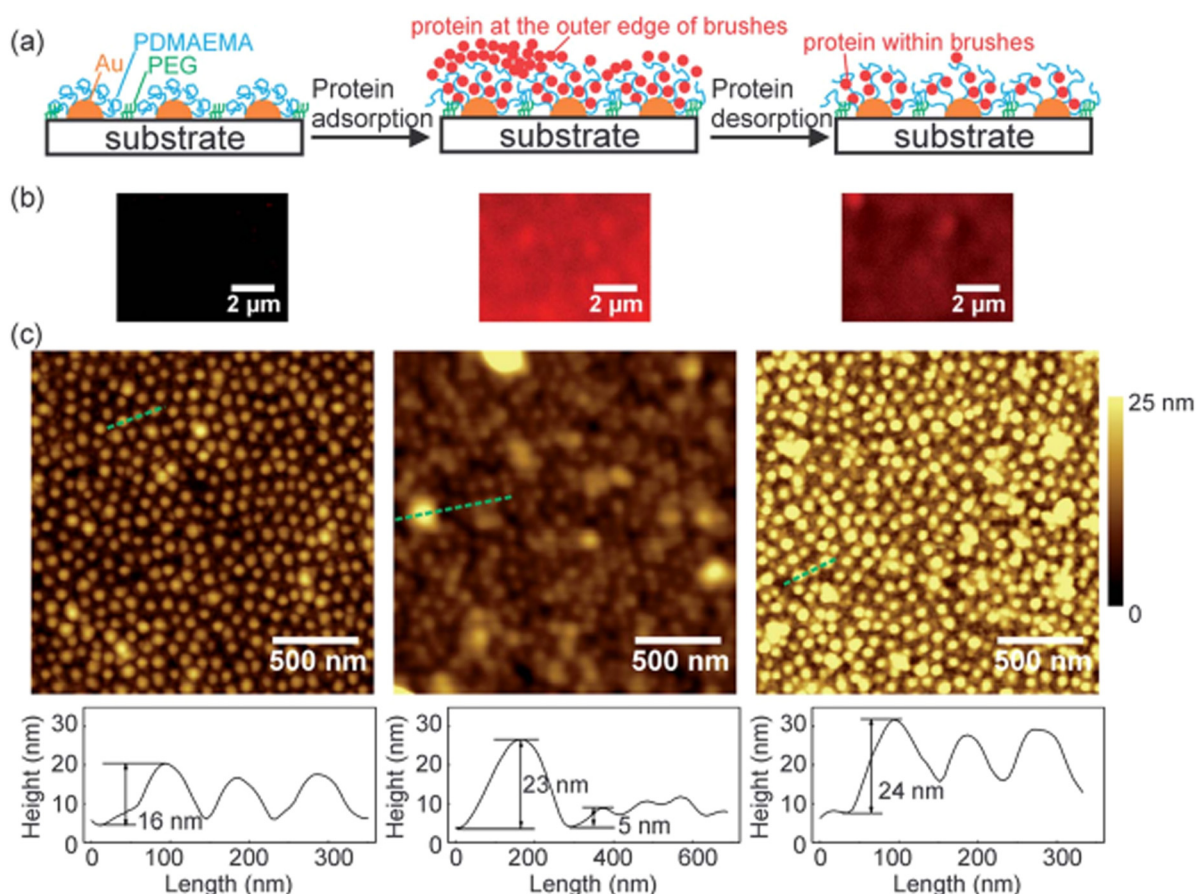 (a)
PDMAEMA
Au
PEG
substrate
Protein
adsorption
protein at the outer edge of brushes
substrate
Protein
desorption
protein within brushes
substrate
(b)
2 μm
2 μm
2 μm
(c)
500 nm
500 nm
500 nm
25 nm
0
Height (nm)
30
20
10
0
16 nm
0 100 200 300
Length (nm)
Height (nm)
30
20
10
0
23 nm
5 nm
0 200 400 600
Length (nm)
Height (nm)
30
20
10
0
24 nm
0 100 200 300
Length (nm)